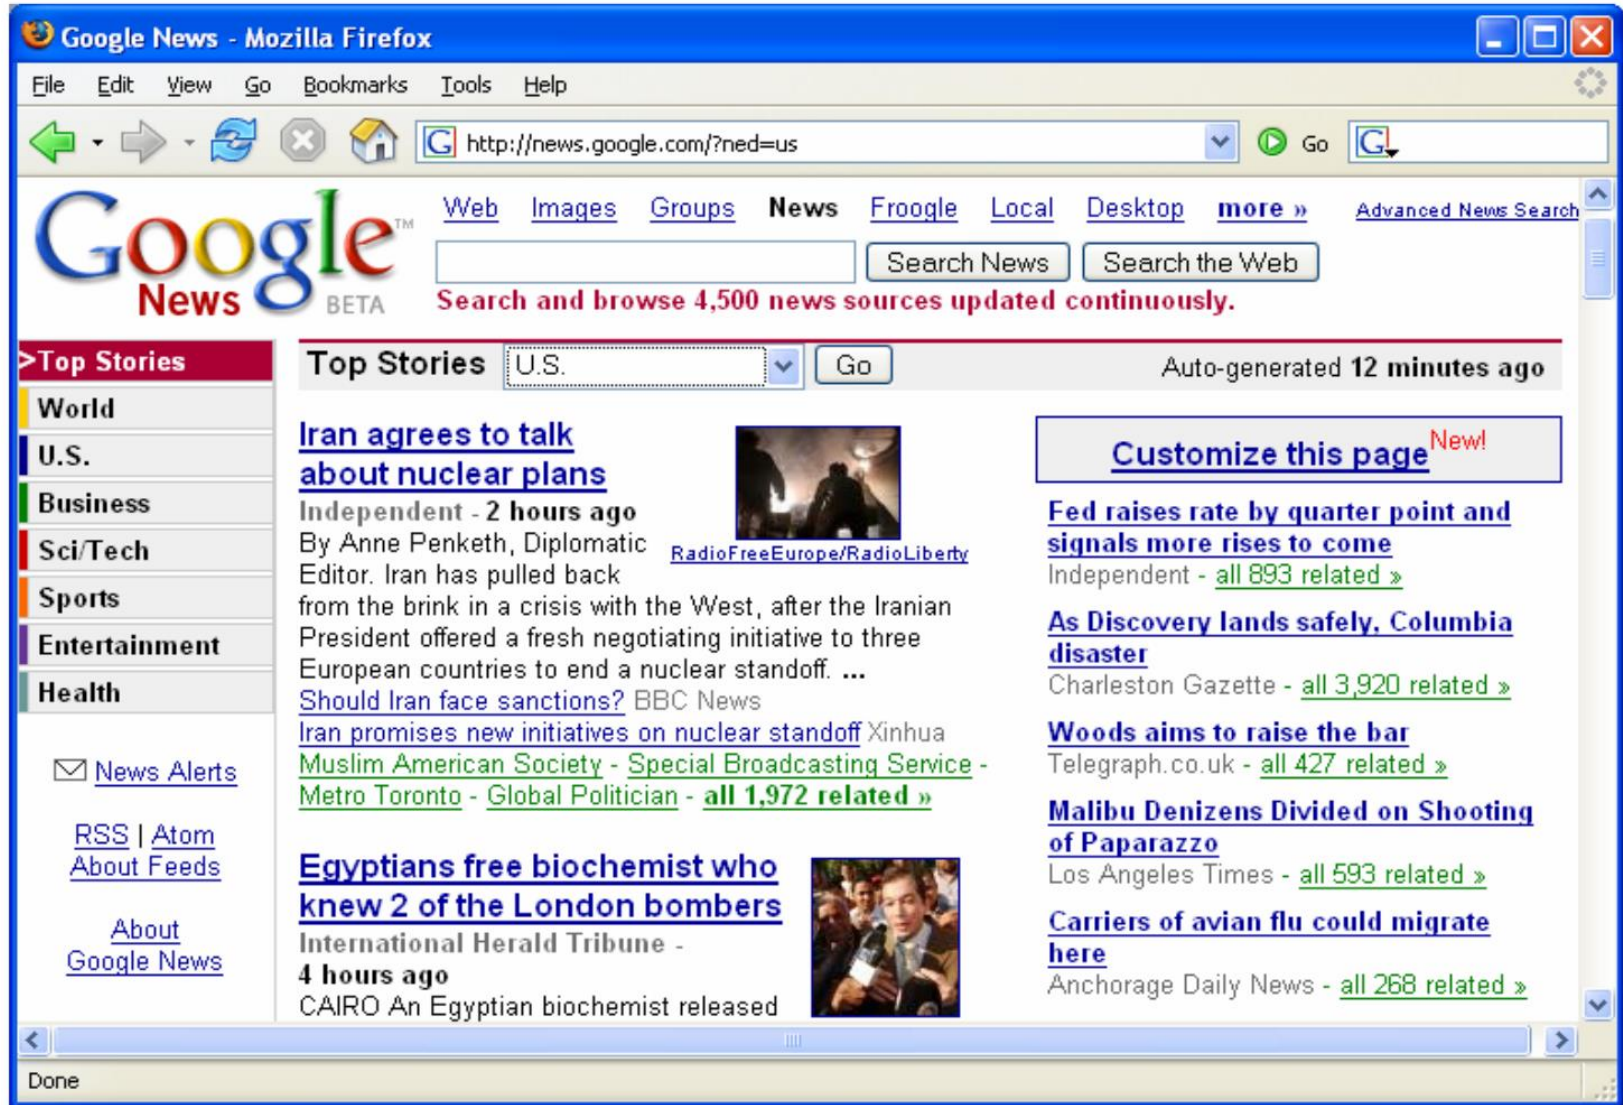 Google News - Mozilla Firefox
File Edit View Go Bookmarks Tools Help
G http://news.google.com/?ned=us Go G
Google™
News BETA
Web Images Groups News Froogle Local Desktop more » Advanced News Search
Search News Search the Web
Search and browse 4,500 news sources updated continuously.
>Top Stories
World
U.S.
Business
Sci/Tech
Sports
Entertainment
Health
News Alerts
RSS | Atom
About Feeds
About
Google News
Top Stories U.S. Go Auto-generated 12 minutes ago
Iran agrees to talk
about nuclear plans
Independent - 2 hours ago
By Anne Penketh, Diplomatic
Editor. Iran has pulled back
from the brink in a crisis with the West, after the Iranian
President offered a fresh negotiating initiative to three
European countries to end a nuclear standoff. ...
RadioFreeEurope/RadioLiberty
Should Iran face sanctions? BBC News
Iran promises new initiatives on nuclear standoff Xinhua
Muslim American Society - Special Broadcasting Service -
Metro Toronto - Global Politician - all 1,972 related »
Egyptians free biochemist who
knew 2 of the London bombers
International Herald Tribune -
4 hours ago
CAIRO An Egyptian biochemist released
Customize this page New!
Fed raises rate by quarter point and
signals more rises to come
Independent - all 893 related »
As Discovery lands safely, Columbia
disaster
Charleston Gazette - all 3,920 related »
Woods aims to raise the bar
Telegraph.co.uk - all 427 related »
Malibu Denizens Divided on Shooting
of Paparazzo
Los Angeles Times - all 593 related »
Carriers of avian flu could migrate
here
Anchorage Daily News - all 268 related »
Done